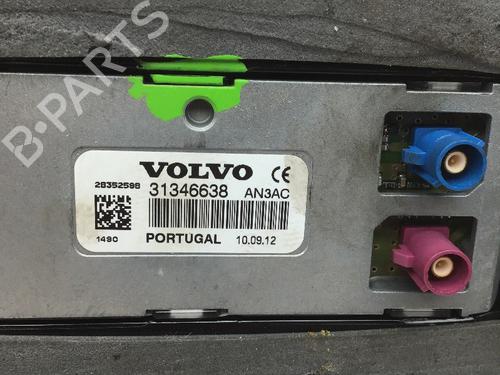 B-PARTS
VOLVO CE
28352598 31346638 AN3AC
1490 PORTUGAL 10.09.12